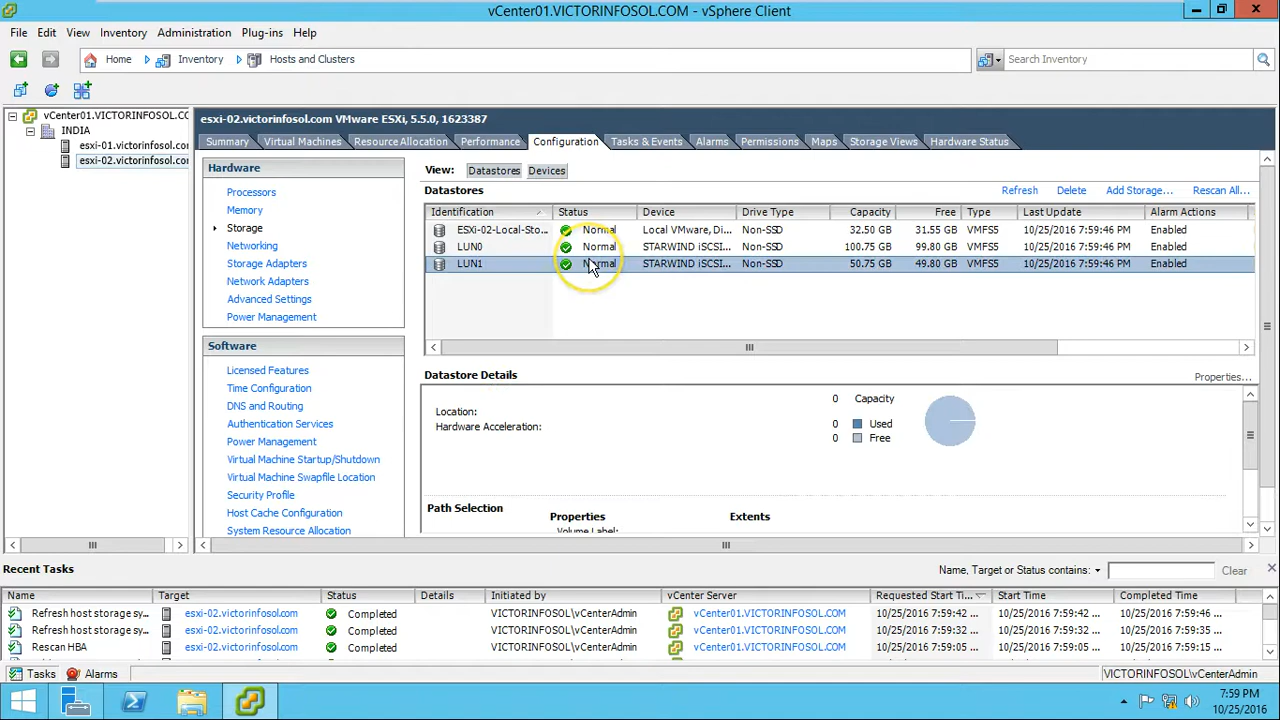 vCenter01.VICTORINFOSOL.COM - vSphere Client
File Edit View Inventory Administration Plug-ins Help
Home Inventory Hosts and Clusters Search Inventory
vCenter01.VICTORINFOSOL.CC
INDIA
esxi-01.victorinfosol.com
esxi-02.victorinfosol.con
esxi-02.victorinfosol.com VMware ESXi, 5.5.0, 1623387
Summary Virtual Machines Resource Allocation Performance Configuration Tasks & Events Alarms Permissions Maps Storage Views Hardware Status
Hardware
Processors
Memory
Storage
Networking
Storage Adapters
Network Adapters
Advanced Settings
Power Management
Software
Licensed Features
Time Configuration
DNS and Routing
Authentication Services
Power Management
Virtual Machine Startup/Shutdown
Virtual Machine Swapfile Location
Security Profile
Host Cache Configuration
System Resource Allocation
View: Datastores Devices
Datastores Refresh Delete Add Storage... Rescan All...
Identification Status Device Drive Type Capacity Free Type Last Update Alarm Actions
ESXi-02-Local-Sto... Normal Local VMware, Di... Non-SSD 32.50 GB 31.55 GB VMFS5 10/25/2016 7:59:46 PM Enabled
LUN0 Normal STARWIND iSCSI... Non-SSD 100.75 GB 99.80 GB VMFS5 10/25/2016 7:59:46 PM Enabled
LUN1 Normal STARWIND iSCSI... Non-SSD 50.75 GB 49.80 GB VMFS5 10/25/2016 7:59:46 PM Enabled
Datastore Details Properties...
0 Capacity
Location:
Hardware Acceleration:
0 Used
0 Free
Path Selection
Properties Extents
Volume Label:
Recent Tasks
Name, Target or Status contains: Clear
Name Target Status Details Initiated by vCenter Server Requested Start Ti... Start Time Completed Time
Refresh host storage sy... esxi-02.victorinfosol.com Completed VICTORINFOSOL\vCenterAdmin vCenter01.VICTORINFOSOL.COM 10/25/2016 7:59:42 ... 10/25/2016 7:59:42 ... 10/25/2016 7:59:46 ...
Refresh host storage sy... esxi-02.victorinfosol.com Completed VICTORINFOSOL\vCenterAdmin vCenter01.VICTORINFOSOL.COM 10/25/2016 7:59:32 ... 10/25/2016 7:59:32 ... 10/25/2016 7:59:35 ...
Rescan HBA esxi-02.victorinfosol.com Completed VICTORINFOSOL\vCenterAdmin vCenter01.VICTORINFOSOL.COM 10/25/2016 7:59:05 ... 10/25/2016 7:59:05 ... 10/25/2016 7:59:15 ...
Tasks Alarms VICTORINFOSOL\vCenterAdmin
7:59 PM
10/25/2016